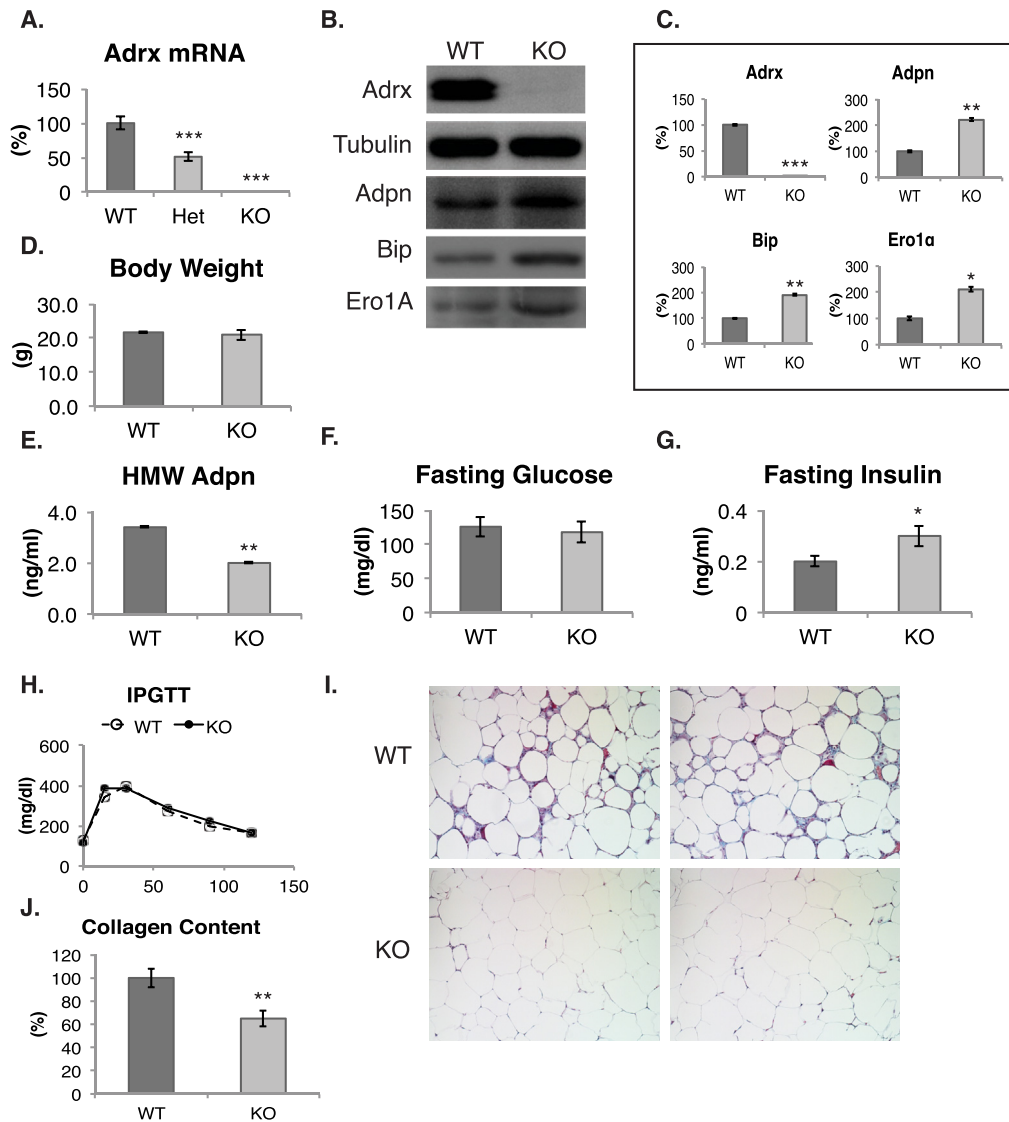 A.
Adrx mRNA
(%)
150
100
50
0
***
***
WT Het KO
B.
WT KO
Adrx
Tubulin
Adpn
Bip
Ero1A
C.
Adrx
(%)
150
100
50
0
***
WT KO
Adpn
(%)
300
200
100
0
**
WT KO
Bip
(%)
300
200
100
0
**
WT KO
Ero1α
(%)
300
200
100
0
*
WT KO
D.
Body Weight
(g)
30.0
20.0
10.0
0.0
WT KO
E.
HMW Adpn
(ng/ml)
4.0
2.0
0.0
**
WT KO
F.
Fasting Glucose
(mg/dl)
150
100
50
0
WT KO
G.
Fasting Insulin
(ng/ml)
0.4
0.2
0
*
WT KO
H.
IPGTT
WT KO
(mg/dl)
600
400
200
0
0 50 100 150
I.
WT
KO
J.
Collagen Content
(%)
120
100
80
60
40
20
0
**
WT KO